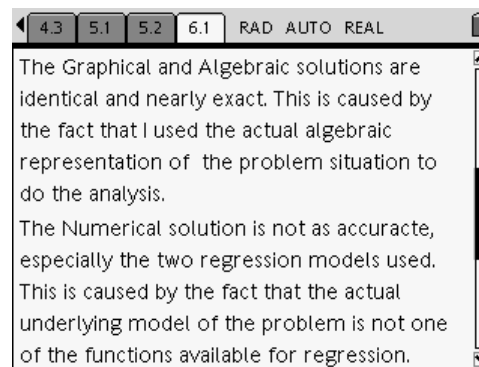 4.3 5.1 5.2 6.1 RAD AUTO REAL
The Graphical and Algebraic solutions are
identical and nearly exact. This is caused by
the fact that I used the actual algebraic
representation of the problem situation to
do the analysis.
The Numerical solution is not as accuracte,
especially the two regression models used.
This is caused by the fact that the actual
underlying model of the problem is not one
of the functions available for regression.